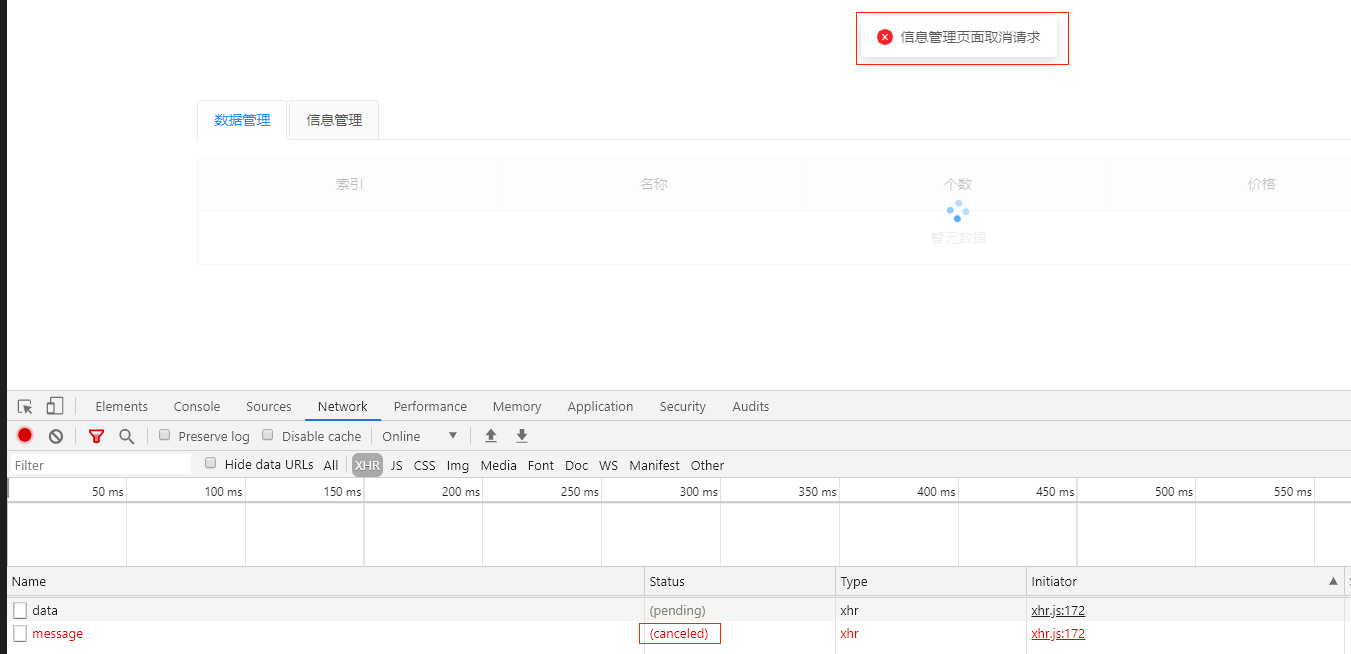 信息管理页面取消请求
数据管理 信息管理
索引 名称 个数 价格
暂无数据
Elements Console Sources Network Performance Memory Application Security Audits
Preserve log Disable cache Online
Filter Hide data URLs All XHR JS CSS Img Media Font Doc WS Manifest Other
50 ms 100 ms 150 ms 200 ms 250 ms 300 ms 350 ms 400 ms 450 ms 500 ms 550 ms
Name Status Type Initiator
data (pending) xhr xhr.js:172
message (canceled) xhr xhr.js:172